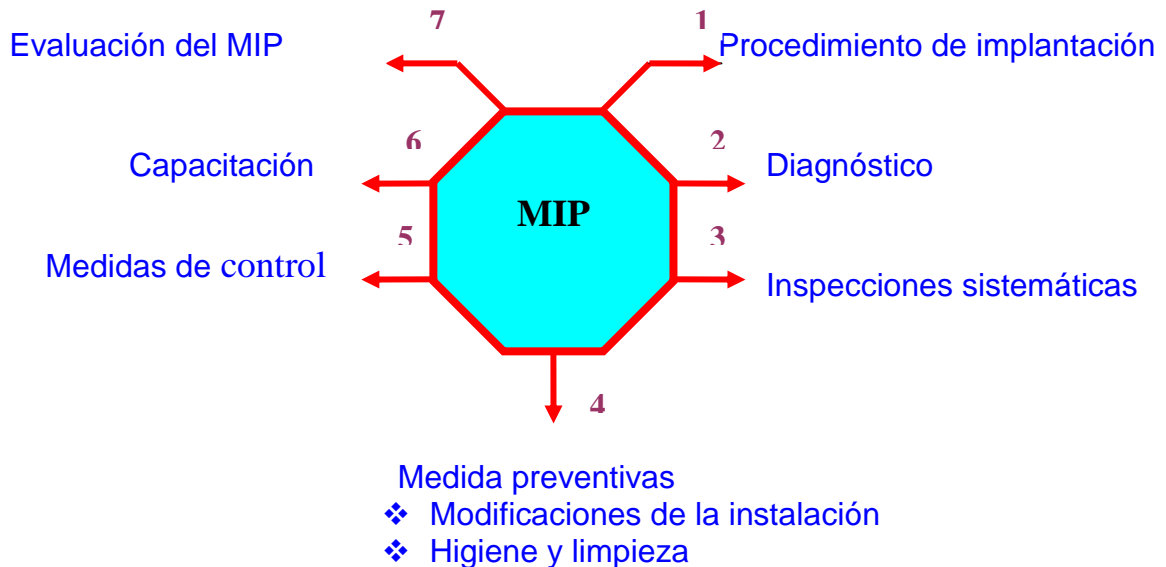 7
1
Evaluación del MIP
Procedimiento de implantación
6
2
Capacitación
Diagnóstico
MIP
5
3
Medidas de control
Inspecciones sistemáticas
4
Medida preventivas
❖ Modificaciones de la instalación
❖ Higiene y limpieza